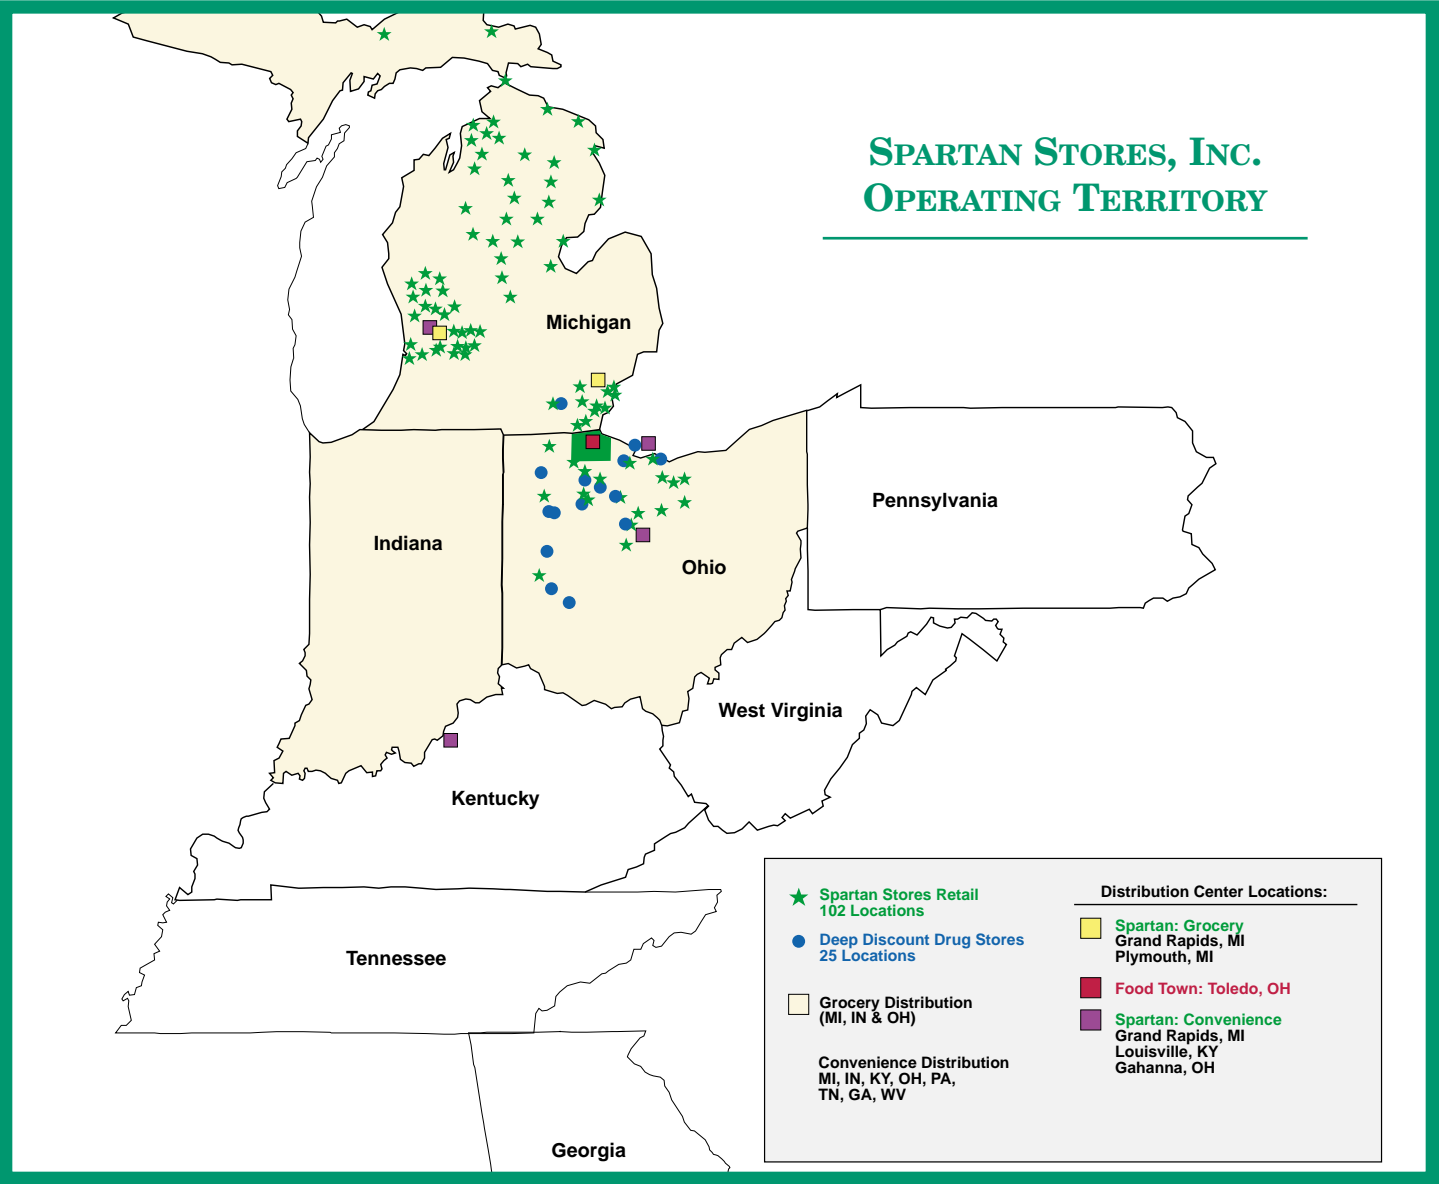 SPARTAN STORES, INC.
OPERATING TERRITORY
Michigan
Pennsylvania
Indiana
Ohio
West Virginia
Kentucky
Tennessee
Georgia
Spartan Stores Retail
102 Locations
Deep Discount Drug Stores
25 Locations
Grocery Distribution
(MI, IN & OH)
Convenience Distribution
MI, IN, KY, OH, PA,
TN, GA, WV
Distribution Center Locations:
Spartan: Grocery
Grand Rapids, MI
Plymouth, MI
Food Town: Toledo, OH
Spartan: Convenience
Grand Rapids, MI
Louisville, KY
Gahanna, OH